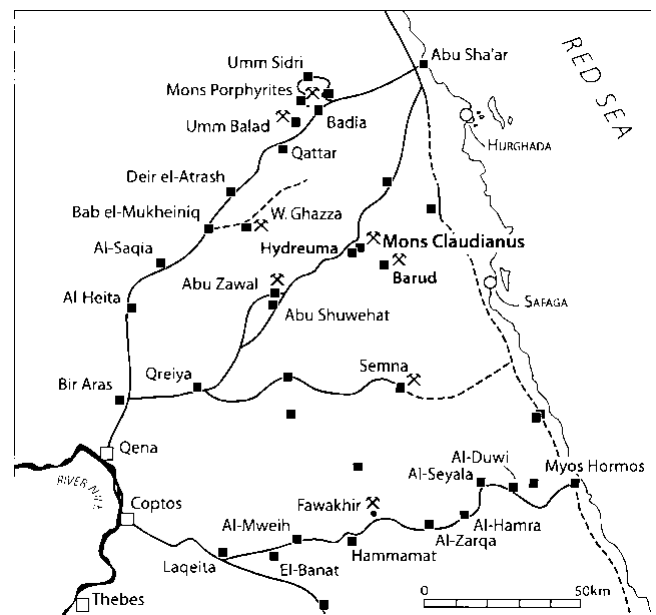 Abu Sha'ar
RED SEA
Umm Sidri
Mons Porphyrites
Umm Balad
Badia
HURGHADA
Qattar
Deir el-Atrash
Bab el-Mukheiniq
W. Ghazza
Hydreuma
Mons Claudianus
Al-Saqia
Barud
Abu Zawal
SAFAGA
Al Heita
Abu Shuwehat
Semna
Qreiya
Bir Aras
Qena
Al-Duwi
Myos Hormos
Al-Seyala
RIVER NILE
Coptos
Fawakhir
Al-Mweih
Al-Hamra
Al-Zarqa
Hammamat
Laqeita
El-Banat
Thebes
0
50km